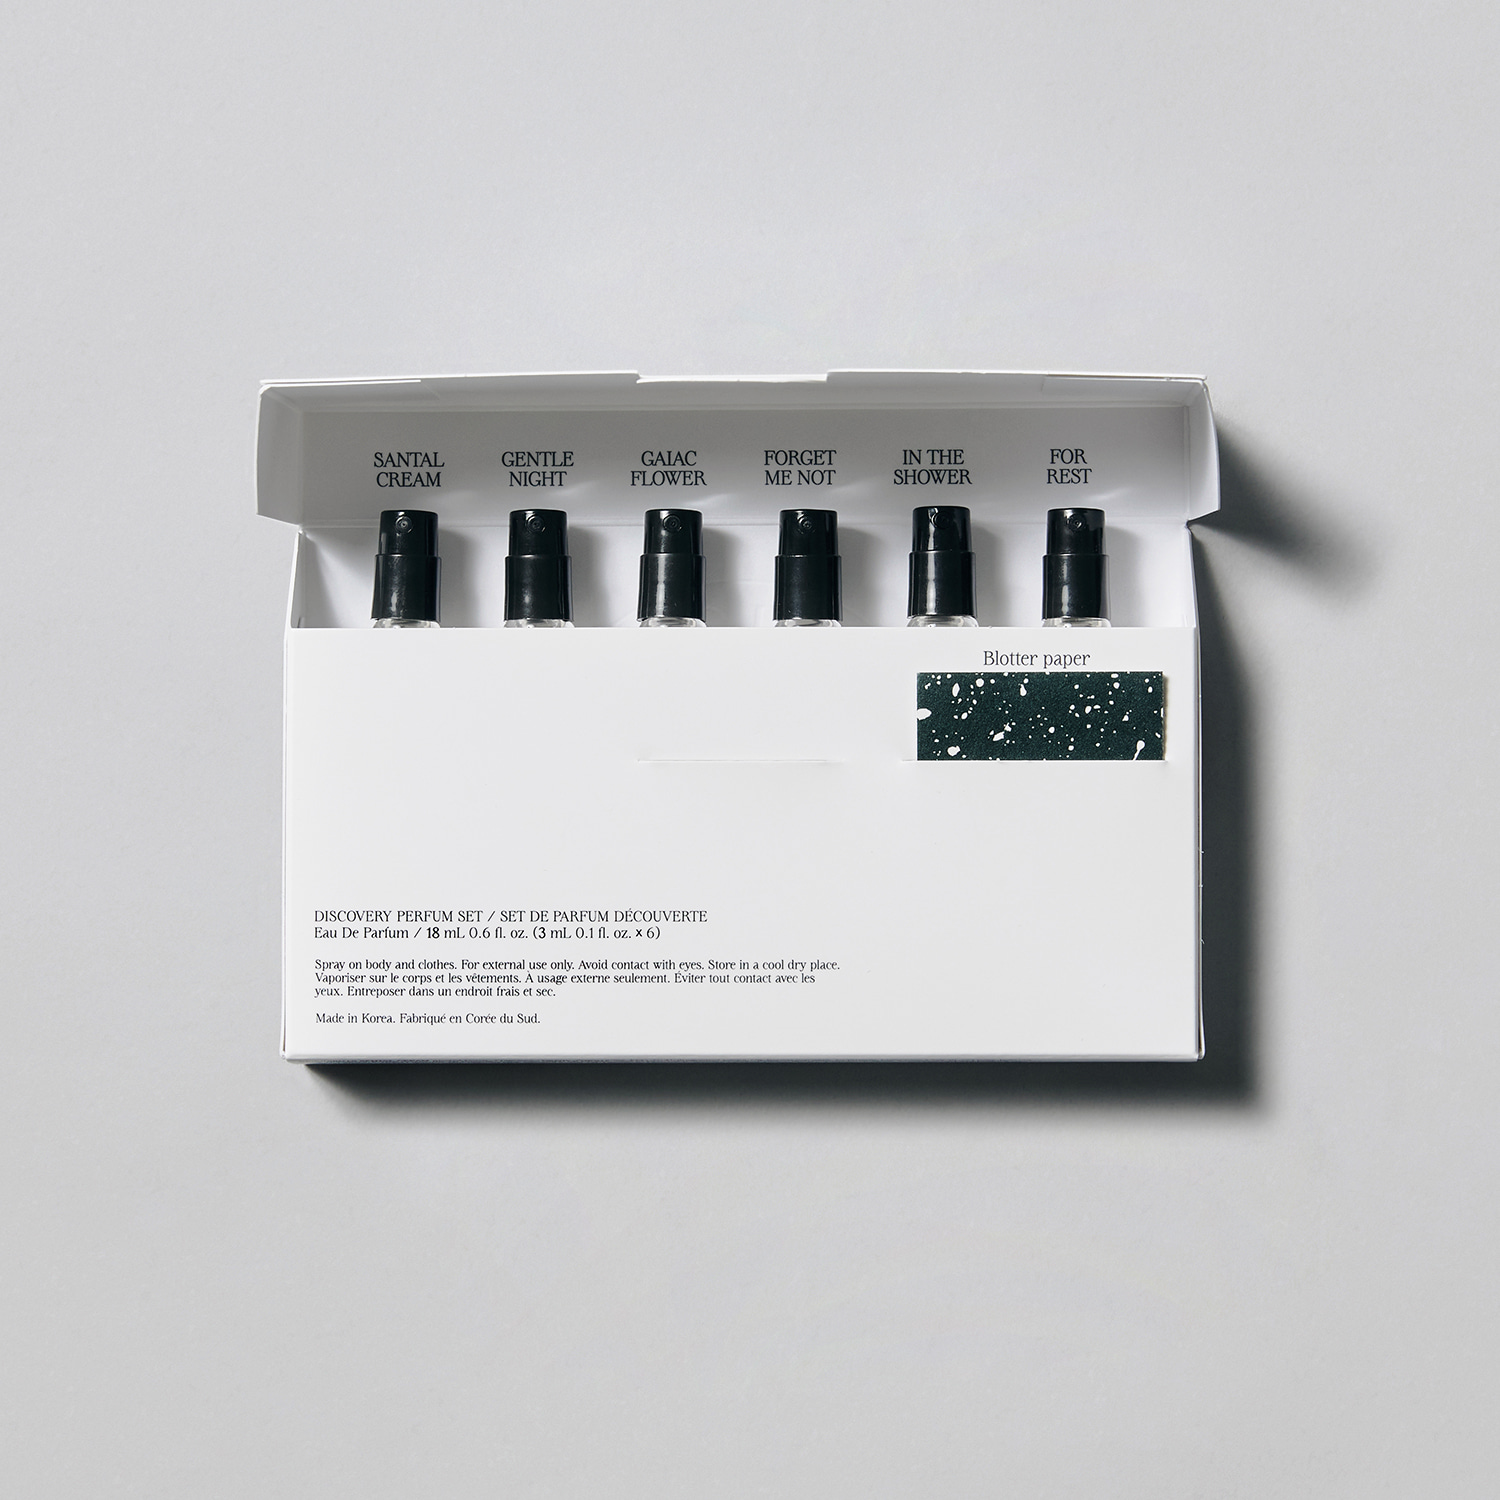 SANTAL
CREAM
GENTLE
NIGHT
GAIAC
FLOWER
FORGET
ME NOT
IN THE
SHOWER
FOR
REST
Blotter paper
DISCOVERY PERFUM SET / SET DE PARFUM DÉCOUVERTE
Eau De Parfum / 18 mL 0.6 fl. oz. (3 mL 0.1 fl. oz. × 6)
Spray on body and clothes. For external use only. Avoid contact with eyes. Store in a cool dry place.
Vaporiser sur le corps et les vêtements. À usage externe seulement. Éviter tout contact avec les
yeux. Entreposer dans un endroit frais et sec.
Made in Korea. Fabriqué en Corée du Sud.